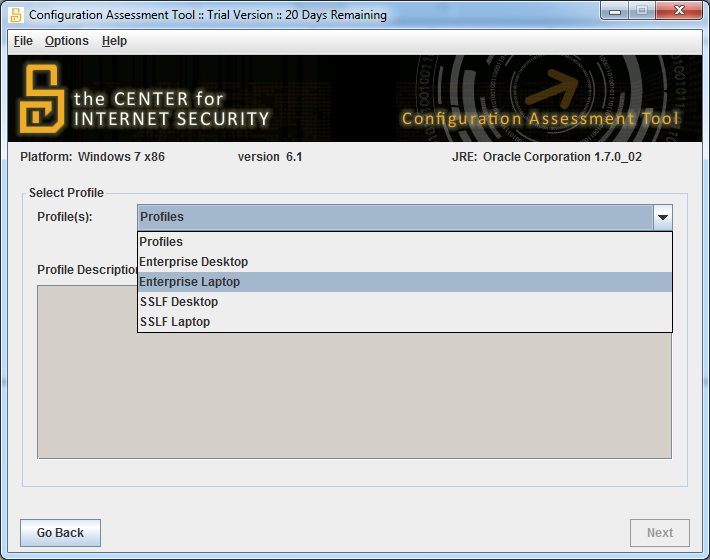 Configuration Assessment Tool :: Trial Version :: 20 Days Remaining
File Options Help
the CENTER for
INTERNET SECURITY
Configuration Assessment Tool
Platform: Windows 7 x86 version 6.1 JRE: Oracle Corporation 1.7.0_02
Select Profile
Profile(s): Profiles
Profiles
Enterprise Desktop
Profile Description
Enterprise Laptop
SSLF Desktop
SSLF Laptop
Go Back Next